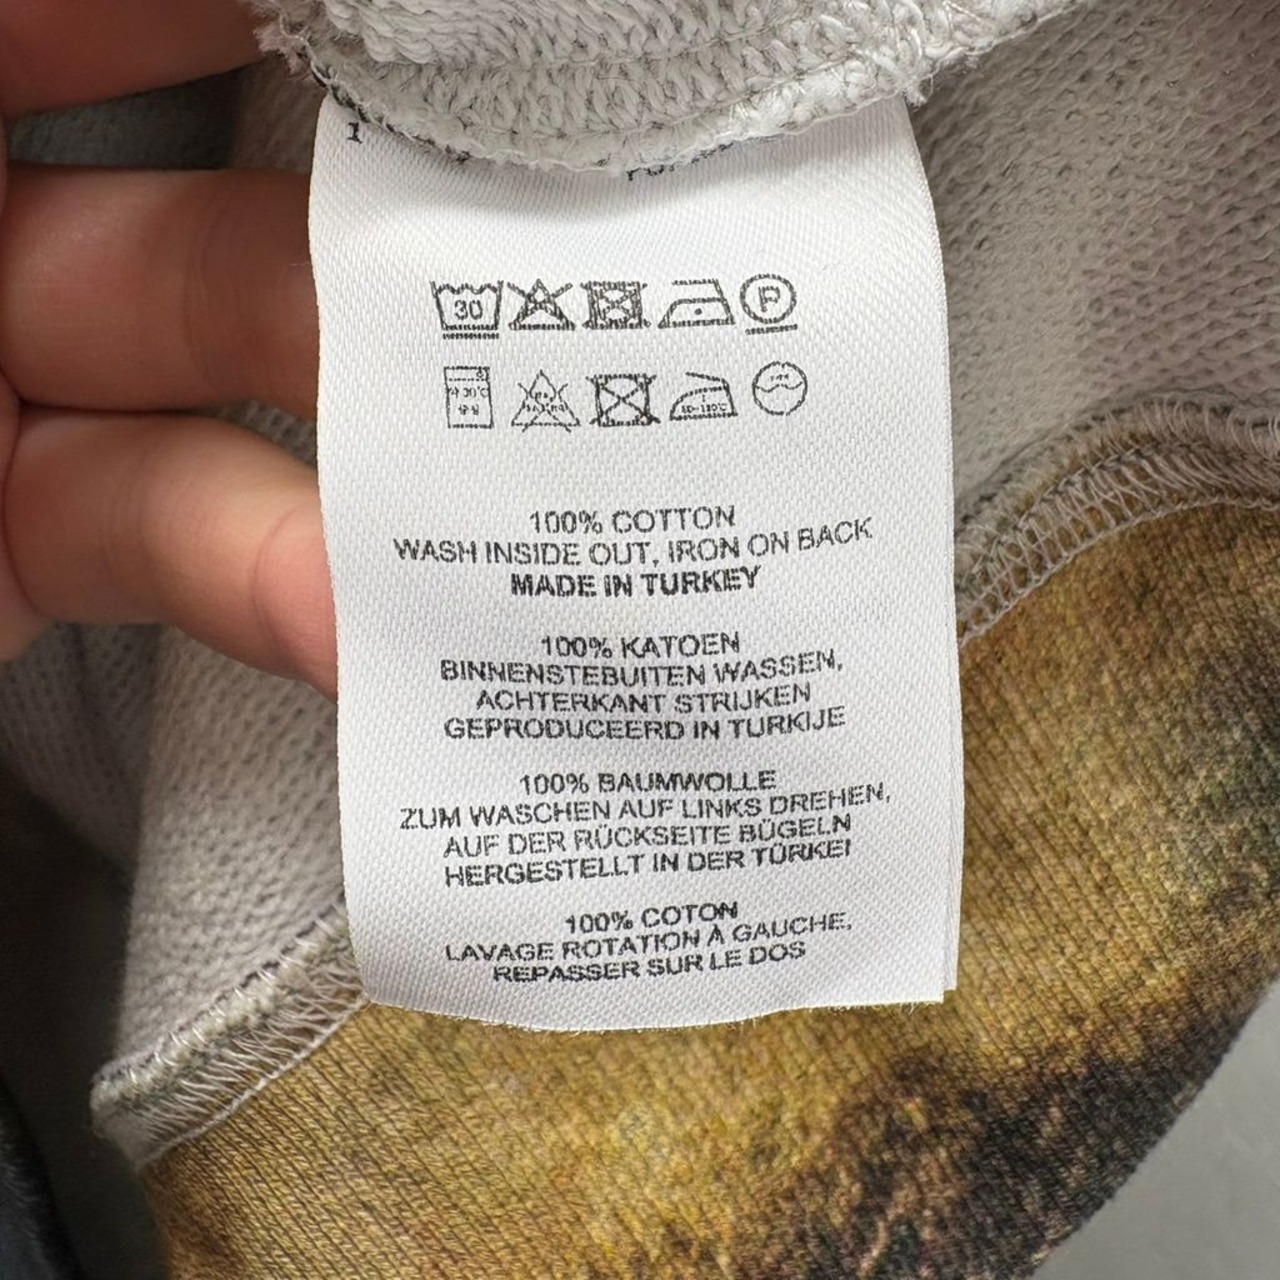 1
30
P
100% COTTON
WASH INSIDE OUT, IRON ON BACK
MADE IN TURKEY
100% KATOEN
BINNENSTEBUITEN WASSEN,
ACHTERKANT STRIJKEN
GEPRODUCEERD IN TURKIJE
100% BAUMWOLLE
ZUM WASCHEN AUF LINKS DREHEN,
AUF DER RÜCKSEITE BÜGELN
HERGESTELLT IN DER TÜRKEI
100% COTON
LAVAGE ROTATION A GAUCHE,
REPASSER SUR LE DOS